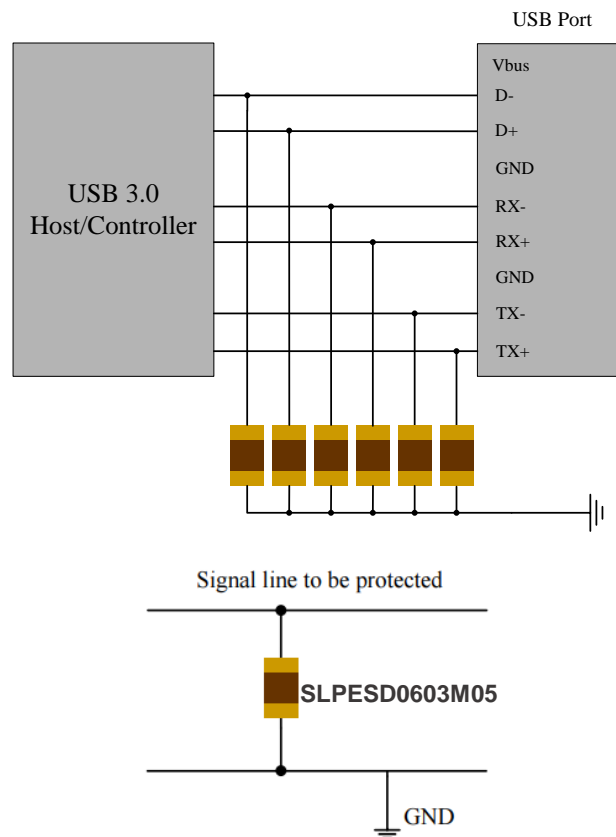 USB Port
USB 3.0
Host/Controller
Vbus
D-
D+
GND
RX-
RX+
GND
TX-
TX+
Signal line to be protected
SLPESD0603M05
GND